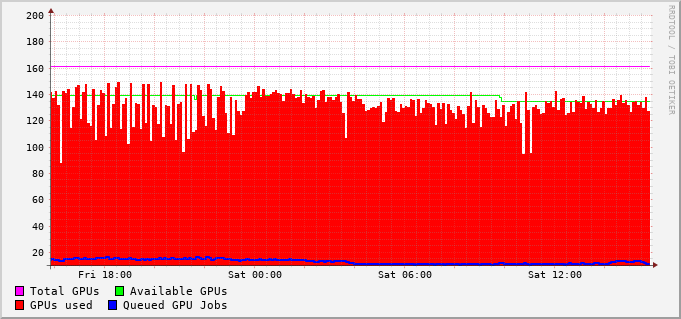 200
180
160
140
120
100
80
60
40
20
Fri 18:00 Sat 00:00 Sat 06:00 Sat 12:00
Total GPUs Available GPUs
GPUs used Queued GPU Jobs
RRDTOOL / TOBI OETIKER